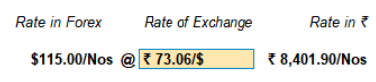 Rate in Forex Rate of Exchange Rate in ₹
$115.00/Nos @ ₹ 73.06/$ ₹ 8,401.90/Nos